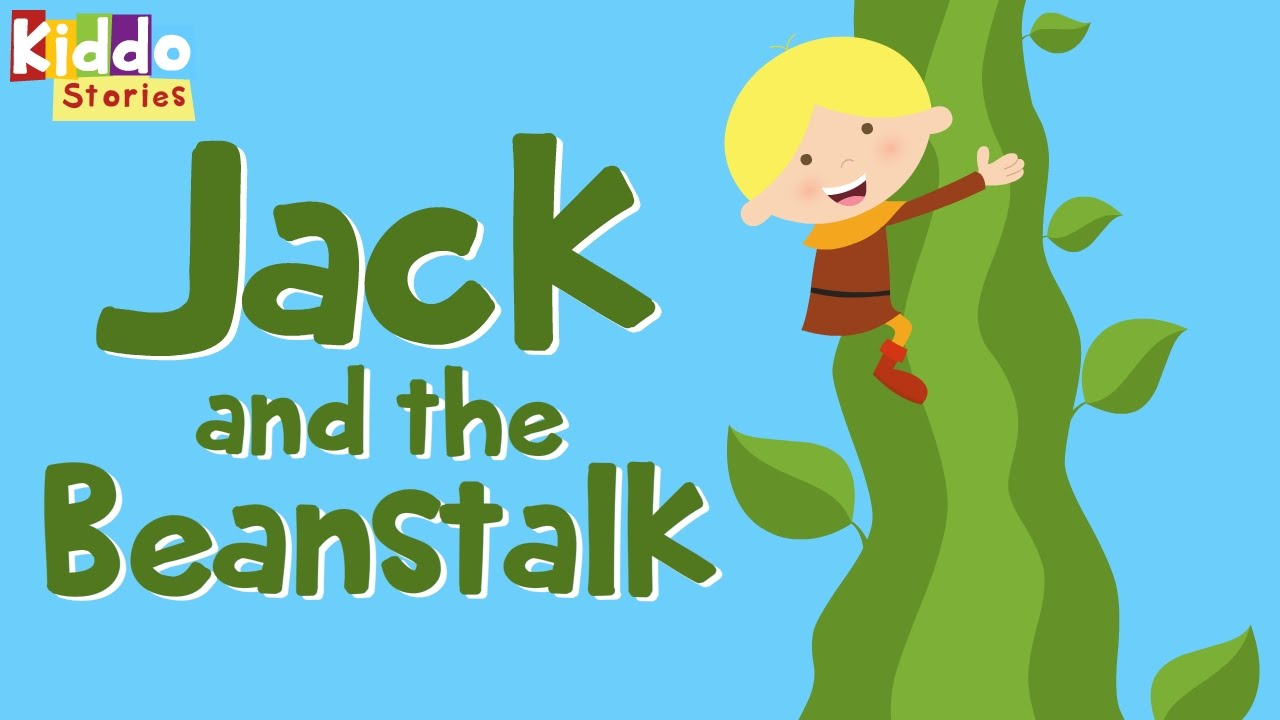 Kiddo
Stories
Jack
and the
Beanstalk